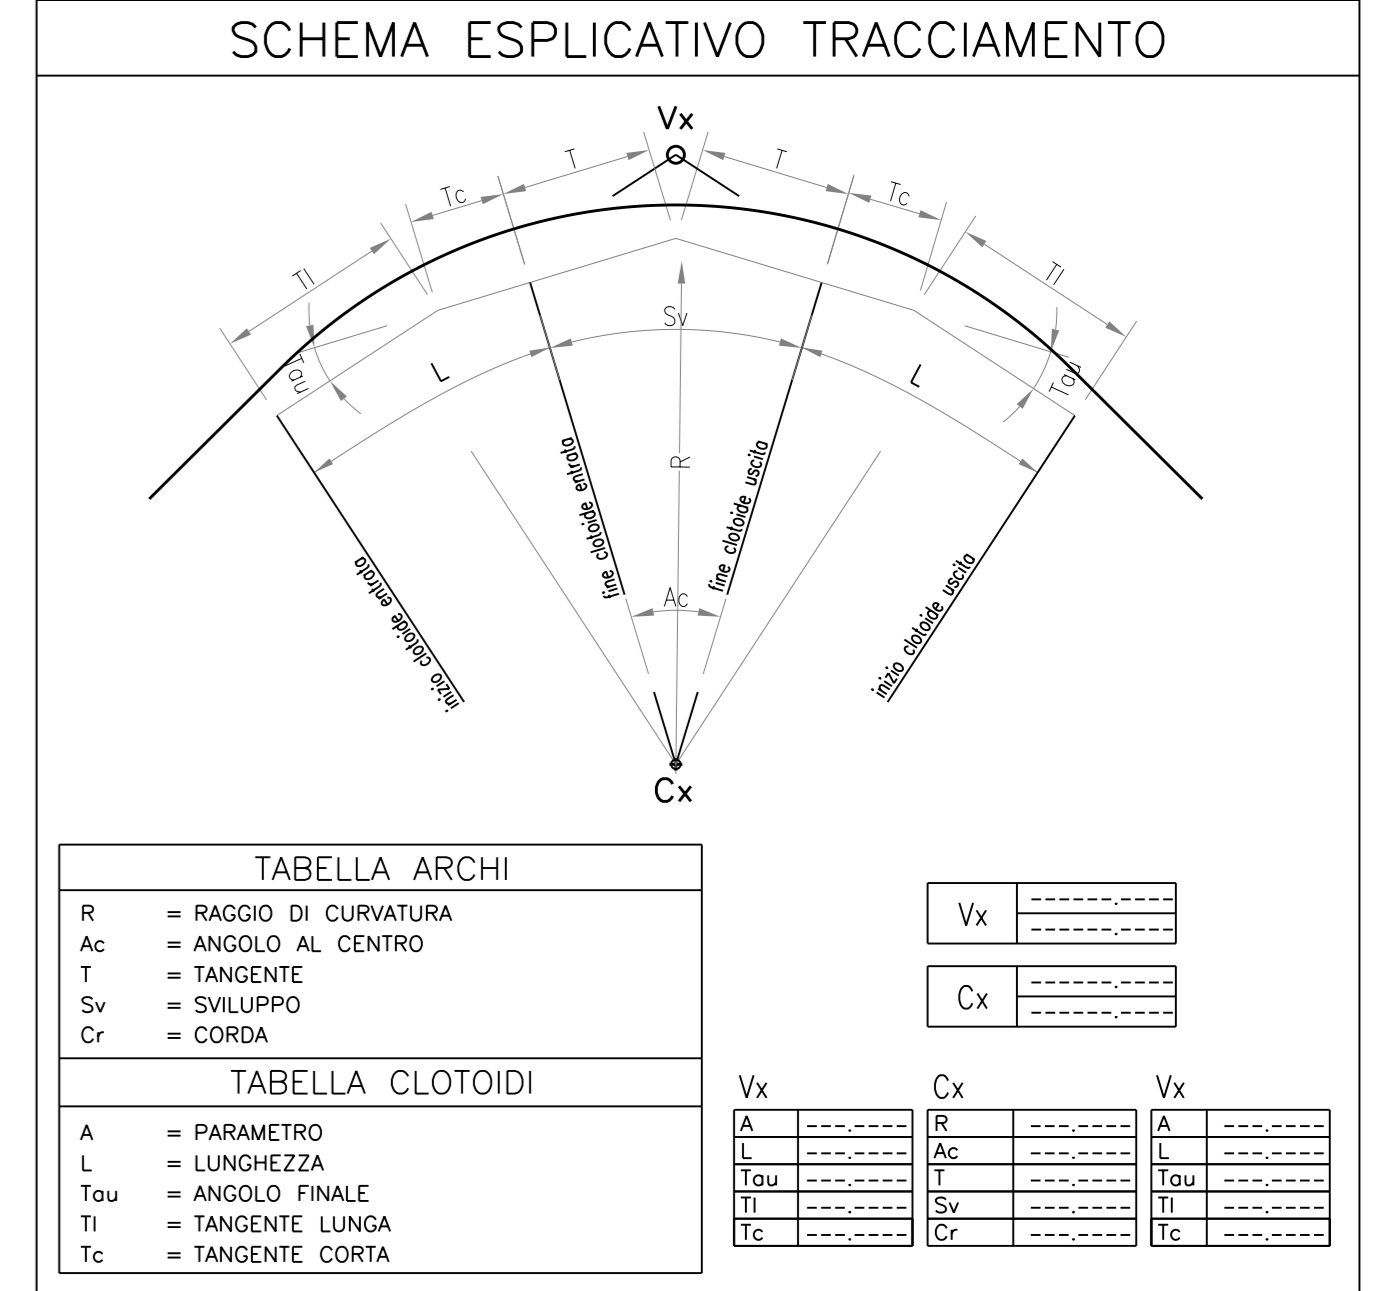 SCHEMA ESPLICATIVO TRACCIAMENTO
Vx
T
T
Tc
Tc
Tl
Tl
Sv
Tau
Tau
L
L
R
fine clotoide entrata
fine clotoide uscita
inizio clotoide entrata
inizio clotoide uscita
Ac
Cx
TABELLA ARCHI
R = RAGGIO DI CURVATURA
Ac = ANGOLO AL CENTRO
T = TANGENTE
Sv = SVILUPPO
Cr = CORDA
TABELLA CLOTOIDI
A = PARAMETRO
L = LUNGHEZZA
Tau = ANGOLO FINALE
Tl = TANGENTE LUNGA
Tc = TANGENTE CORTA
Vx ------.----
------.----
Cx ------.----
------.----
Vx
A ---.----
L ---.----
Tau ---.----
Tl ---.----
Tc ---.----
Cx
R ---.----
Ac ---.----
T ---.----
Sv ---.----
Cr ---.----
Vx
A ---.----
L ---.----
Tau ---.----
Tl ---.----
Tc ---.----